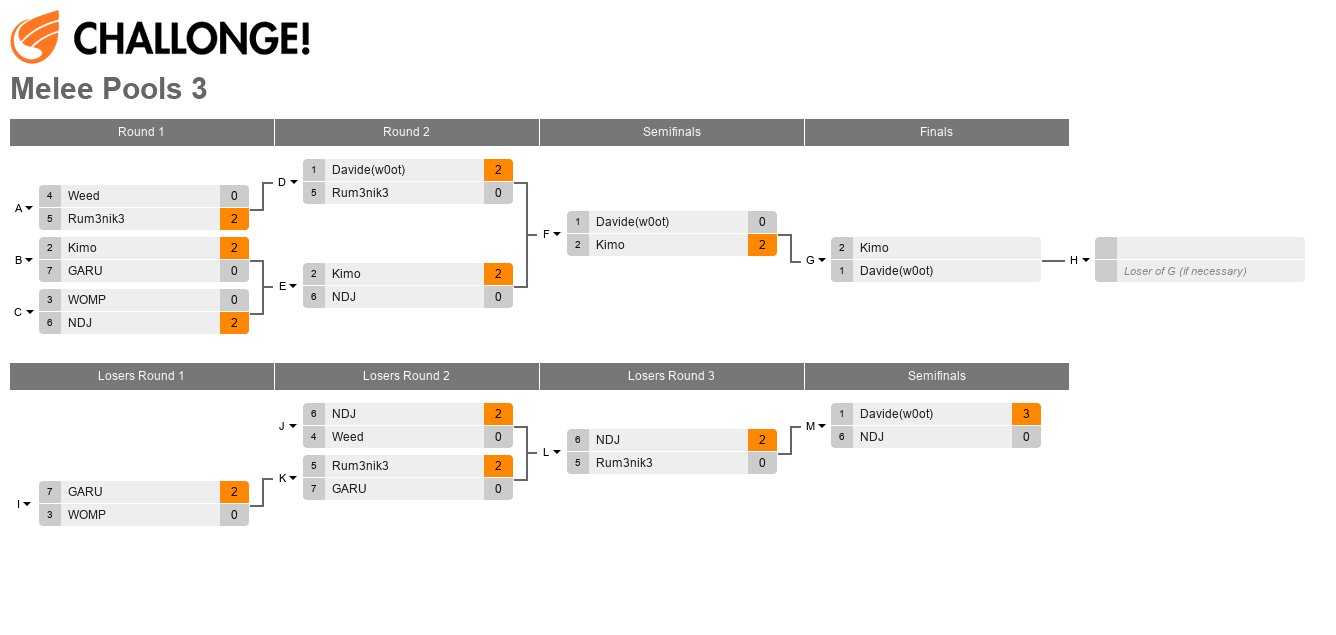 CHALLONGE!
Melee Pools 3
Round 1 Round 2 Semifinals Finals
A
4 Weed 0
5 Rum3nik3 2
B
2 Kimo 2
7 GARU 0
C
3 WOMP 0
6 NDJ 2
D
1 Davide(w0ot) 2
5 Rum3nik3 0
E
2 Kimo 2
6 NDJ 0
F
1 Davide(w0ot) 0
2 Kimo 2
G
2 Kimo
1 Davide(w0ot)
H
Loser of G (if necessary)
Losers Round 1 Losers Round 2 Losers Round 3 Semifinals
I
7 GARU 2
3 WOMP 0
J
6 NDJ 2
4 Weed 0
K
5 Rum3nik3 2
7 GARU 0
L
6 NDJ 2
5 Rum3nik3 0
M
1 Davide(w0ot) 3
6 NDJ 0